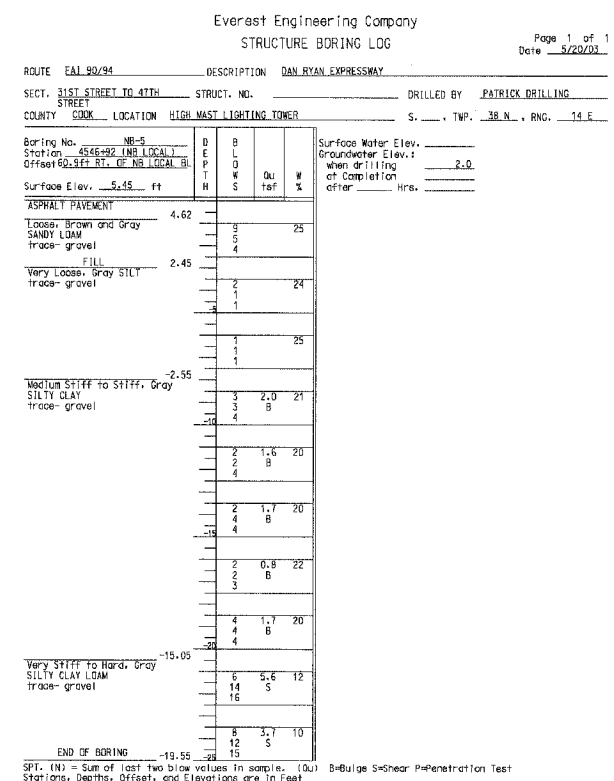 Everest Engineering Company
STRUCTURE BORING LOG
Page 1 of 1
Date 5/20/03
ROUTE FAI 90/94 DESCRIPTION DAN RYAN EXPRESSWAY
SECT. 31ST STREET TO 47TH STREET STRUCT. NO. DRILLED BY PATRICK DRILLING
COUNTY COOK LOCATION HIGH MAST LIGHTING TOWER S. , TWP. 38 N , RNG. 14 E
Boring No. NB-5
Station 4546+92 (NB LOCAL)
Offset 60.9ft RT. OF NB LOCAL BL
Surface Elev. 5.45 ft
DEPTH
BLOWS
Qu tsf
W %
Surface Water Elev.
Groundwater Elev.:
when drilling 2.0
at Completion
after Hrs.
ASPHALT PAVEMENT
4.62
Loose, Brown and Gray
SANDY LOAM
trace- gravel
9 25
5
4
FILL 2.45
Very Loose, Gray SILT
trace- gravel
2 24
1
-5 1
1 25
1
1
-2.55
Medium Stiff to Stiff, Gray
SILTY CLAY
trace- gravel
3 2.0 21
3 B
-10 4
2 1.6 20
2 B
4
2 1.7 20
4 B
-15 4
2 0.8 22
2 B
3
4 1.7 20
4 B
-20 4
-15.05
Very Stiff to Hard, Gray
SILTY CLAY LOAM
trace- gravel
6 5.6 12
14 S
16
8 3.7 10
12 S
END OF BORING -19.55 -25 15
SPT. (N) = Sum of last two blow values in sample. (Qu) B=Bulge S=Shear P=Penetration Test
Stations, Depths, Offset, and Elevations are in Feet